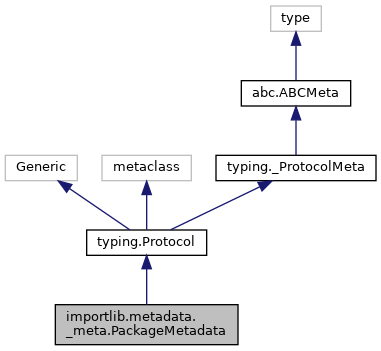 type
abc.ABCMeta
Generic
metaclass
typing._ProtocolMeta
typing.Protocol
importlib.metadata.
_meta.PackageMetadata